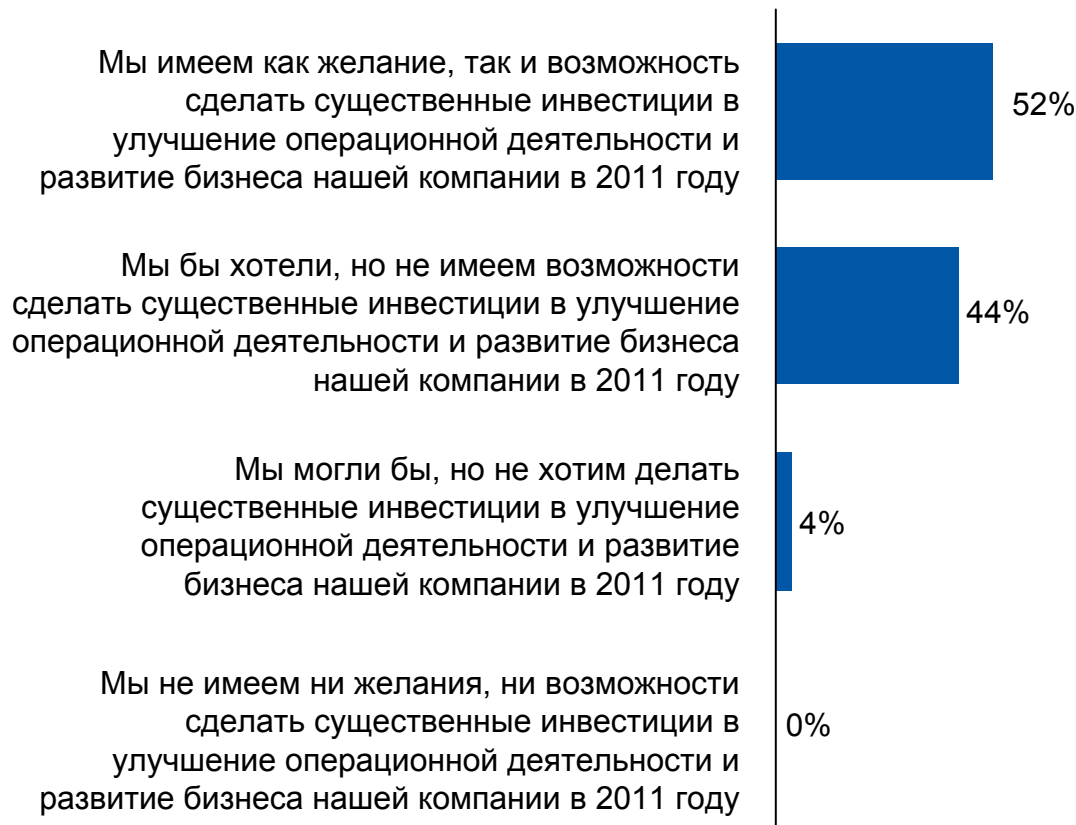 Мы имеем как желание, так и возможность
сделать существенные инвестиции в
улучшение операционной деятельности и
развитие бизнеса нашей компании в 2011 году
52%
Мы бы хотели, но не имеем возможности
сделать существенные инвестиции в улучшение
операционной деятельности и развитие бизнеса
нашей компании в 2011 году
44%
Мы могли бы, но не хотим делать
существенные инвестиции в улучшение
операционной деятельности и развитие
бизнеса нашей компании в 2011 году
4%
Мы не имеем ни желания, ни возможности
сделать существенные инвестиции в
улучшение операционной деятельности и
развитие бизнеса нашей компании в 2011 году
0%